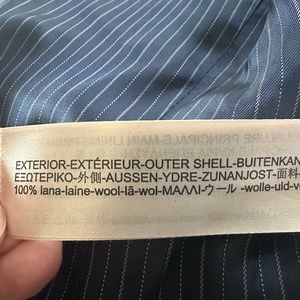 EXTERIOR-EXTÉRIEUR-OUTER SHELL-BUITENKAN
ΕΞΩΤΕΡΙΚΟ-外側-AUSSEN-YDRE-ZUNANJOST-面料-
100% lana-laine-wool-lã-wol-ΜΑΛΛΙ-ウール -wolle-uld-vo